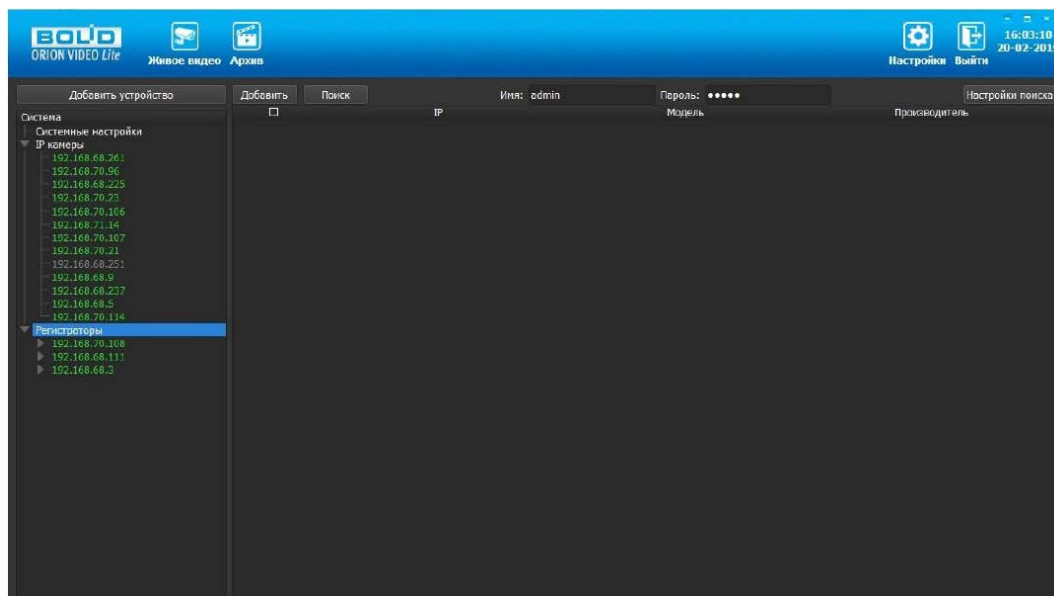 BOLID
ORION VIDEO Lite
Живое видео
Архив
Настройки
Выйти
16:03:10
20-02-201
Добавить устройство
Добавить
Поиск
Имя: admin
Пароль: •••••
Настройки поиска
Система
IP
Модель
Производитель
Системные настройки
IP камеры
192.168.68.261
192.168.70.96
192.168.68.225
192.168.70.23
192.168.70.106
192.168.71.14
192.168.70.107
192.168.70.21
192.168.68.251
192.168.68.9
192.168.68.237
192.168.68.5
192.168.70.114
Регистраторы
192.168.70.108
192.168.68.111
192.168.68.3